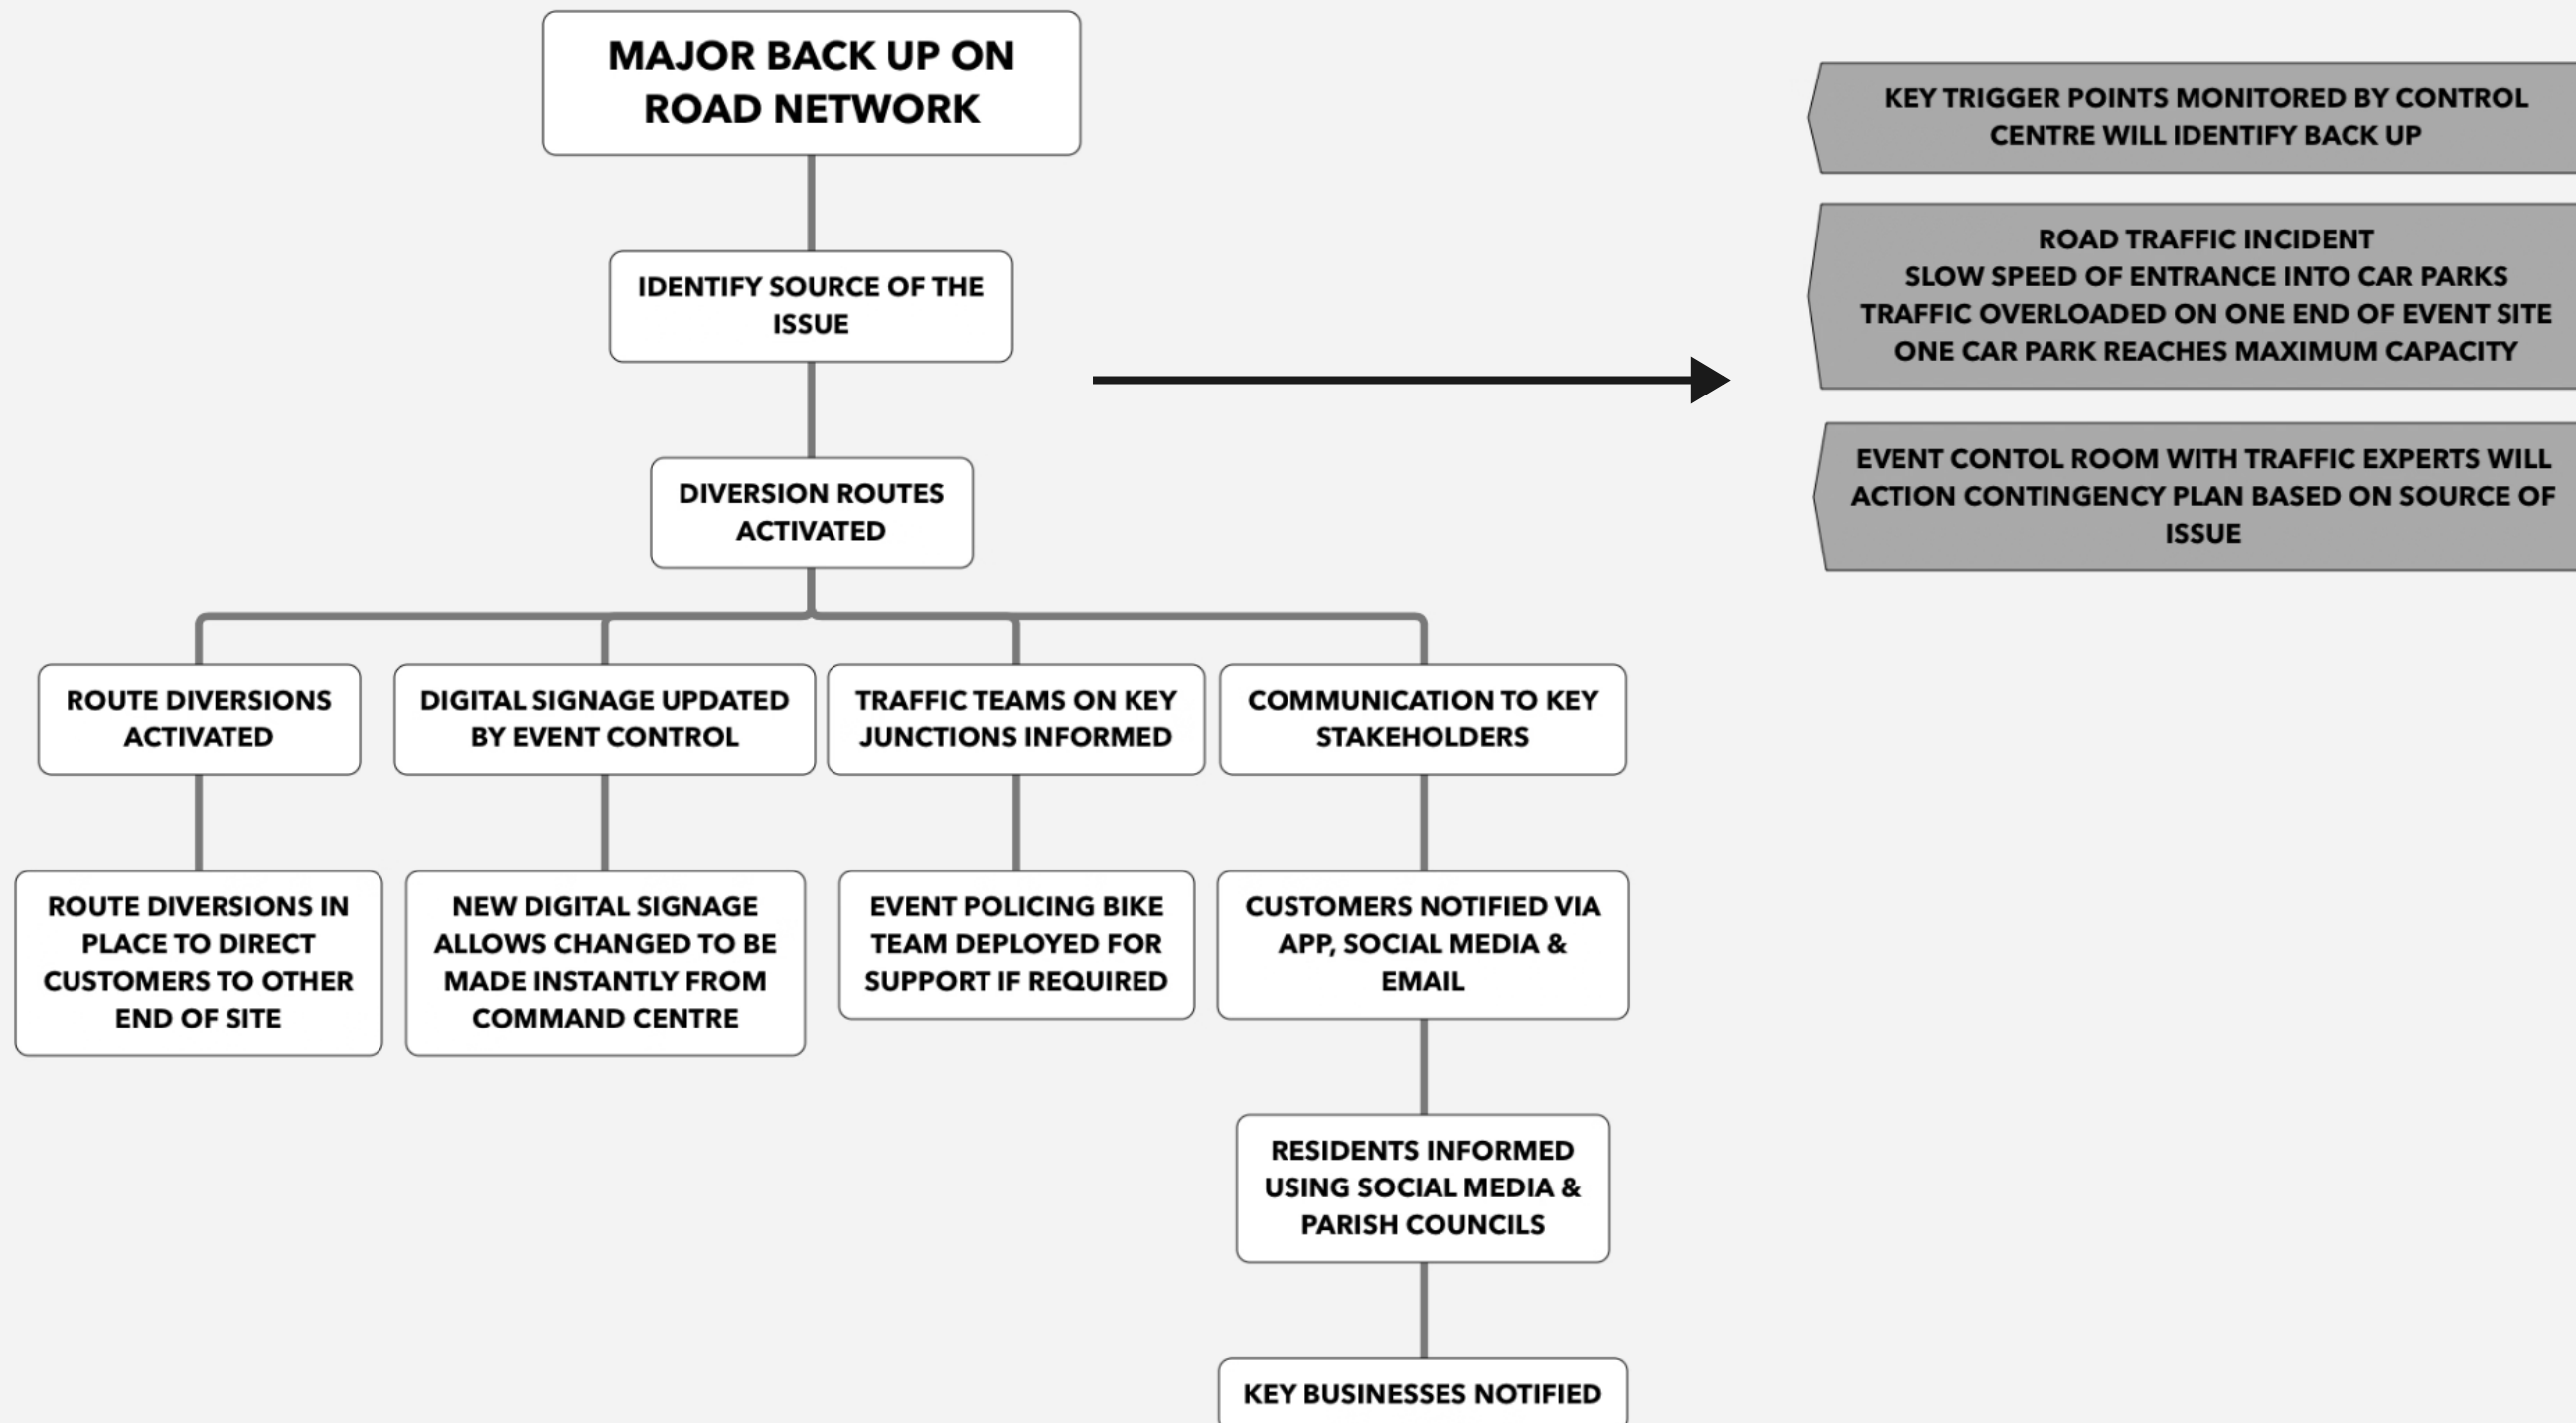 MAJOR BACK UP ON
ROAD NETWORK
KEY TRIGGER POINTS MONITORED BY CONTROL
CENTRE WILL IDENTIFY BACK UP
IDENTIFY SOURCE OF THE
ISSUE
ROAD TRAFFIC INCIDENT
SLOW SPEED OF ENTRANCE INTO CAR PARKS
TRAFFIC OVERLOADED ON ONE END OF EVENT SITE
ONE CAR PARK REACHES MAXIMUM CAPACITY
DIVERSION ROUTES
ACTIVATED
EVENT CONTOL ROOM WITH TRAFFIC EXPERTS WILL
ACTION CONTINGENCY PLAN BASED ON SOURCE OF
ISSUE
ROUTE DIVERSIONS
ACTIVATED
DIGITAL SIGNAGE UPDATED
BY EVENT CONTROL
TRAFFIC TEAMS ON KEY
JUNCTIONS INFORMED
COMMUNICATION TO KEY
STAKEHOLDERS
ROUTE DIVERSIONS IN
PLACE TO DIRECT
CUSTOMERS TO OTHER
END OF SITE
NEW DIGITAL SIGNAGE
ALLOWS CHANGED TO BE
MADE INSTANTLY FROM
COMMAND CENTRE
EVENT POLICING BIKE
TEAM DEPLOYED FOR
SUPPORT IF REQUIRED
CUSTOMERS NOTIFIED VIA
APP, SOCIAL MEDIA &
EMAIL
RESIDENTS INFORMED
USING SOCIAL MEDIA &
PARISH COUNCILS
KEY BUSINESSES NOTIFIED